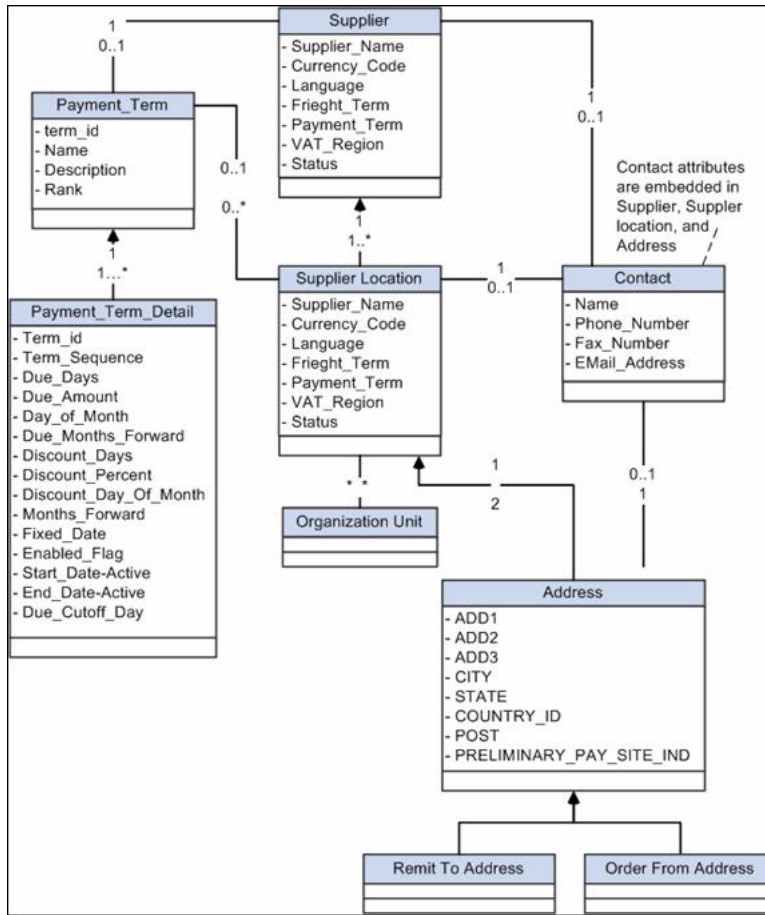 Supplier
- Supplier_Name
- Currency_Code
- Language
- Frieght_Term
- Payment_Term
- VAT_Region
- Status
1
0..1
Payment_Term
- term_id
- Name
- Description
- Rank
0..1
0..*
1
0..1
Contact attributes
are embedded in
Supplier, Suppler
location, and
Address
1
1...*
1
1..*
Supplier Location
- Supplier_Name
- Currency_Code
- Language
- Frieght_Term
- Payment_Term
- VAT_Region
- Status
1
0..1
Contact
- Name
- Phone_Number
- Fax_Number
- EMail_Address
Payment_Term_Detail
- Term_id
- Term_Sequence
- Due_Days
- Due_Amount
- Day_of_Month
- Due_Months_Forward
- Discount_Days
- Discount_Percent
- Discount_Day_Of_Month
- Months_Forward
- Fixed_Date
- Enabled_Flag
- Start_Date-Active
- End_Date-Active
- Due_Cutoff_Day
* *
Organization Unit
1
2
0..1
1
Address
- ADD1
- ADD2
- ADD3
- CITY
- STATE
- COUNTRY_ID
- POST
- PRELIMINARY_PAY_SITE_IND
Remit To Address
Order From Address